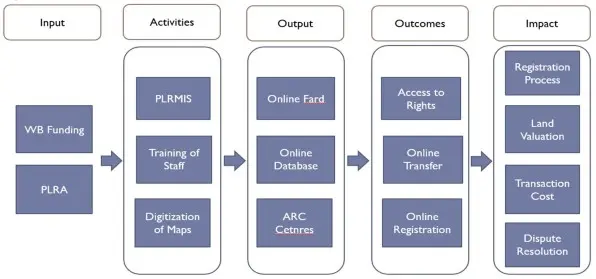 Input
Activities
Output
Outcomes
Impact
WB Funding
PLRA
PLRMIS
Training of
Staff
Digitization
of Maps
Online Fard
Online
Database
ARC
Cetnres
Access to
Rights
Online
Transfer
Online
Registration
Registration
Process
Land
Valuation
Transaction
Cost
Dispute
Resolution